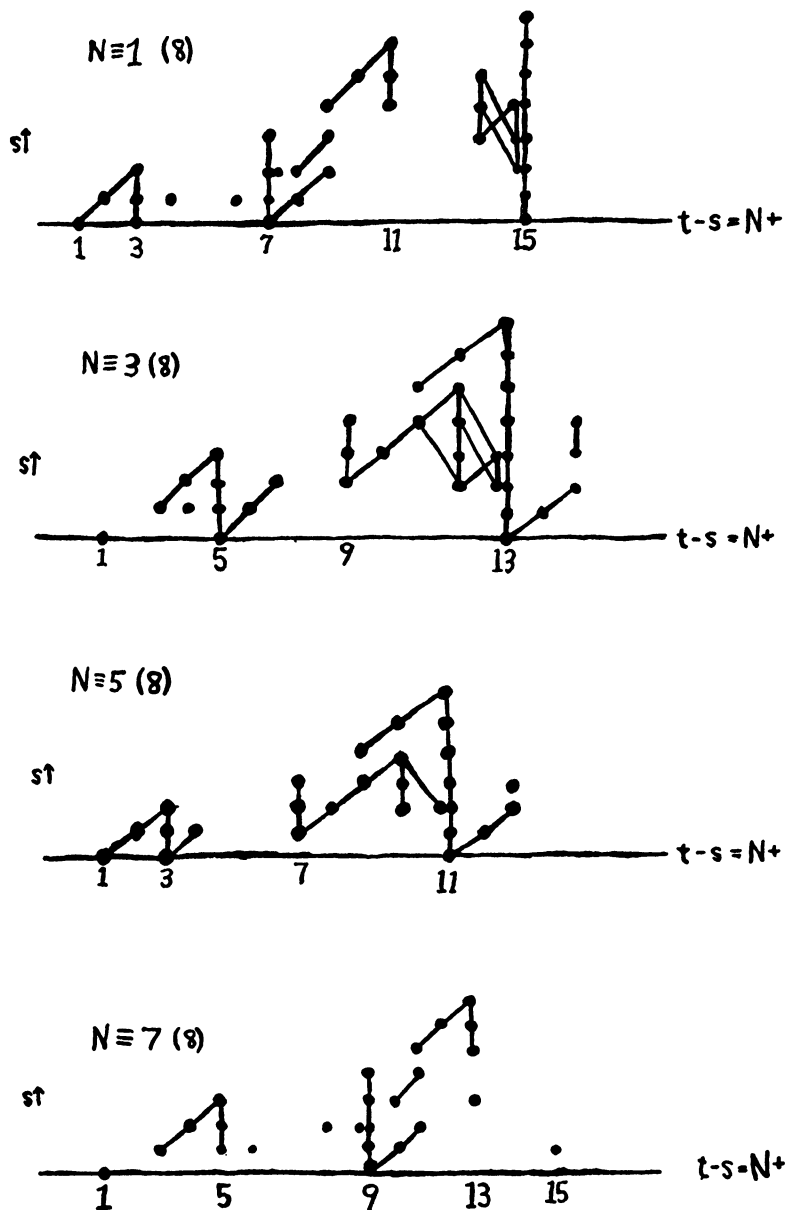 N≡1 (8)
s↑
1 3 7 11 15
t-s=N+
N≡3 (8)
s↑
1 5 9 13
t-s=N+
N≡5 (8)
s↑
1 3 7 11
t-s=N+
N≡7 (8)
s↑
1 5 9 13 15
t-s=N+